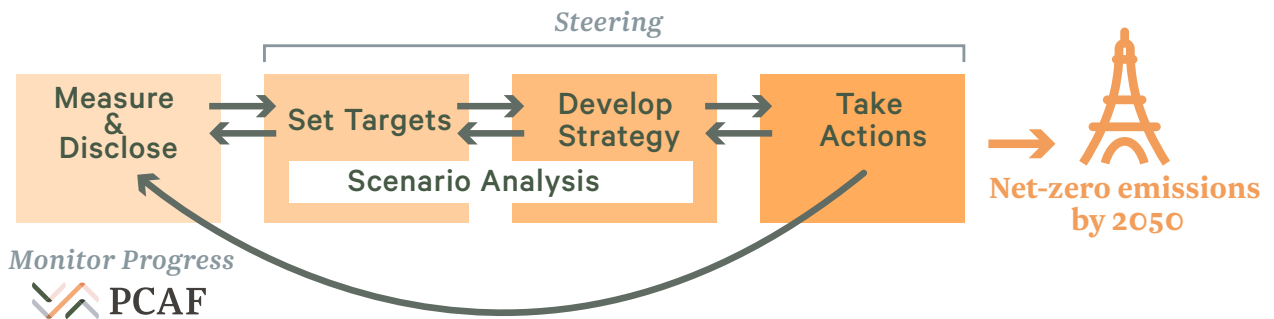 Steering
Measure
&
Disclose
Set Targets
Develop
Strategy
Take
Actions
Scenario Analysis
Net-zero emissions
by 2050
Monitor Progress
PCAF